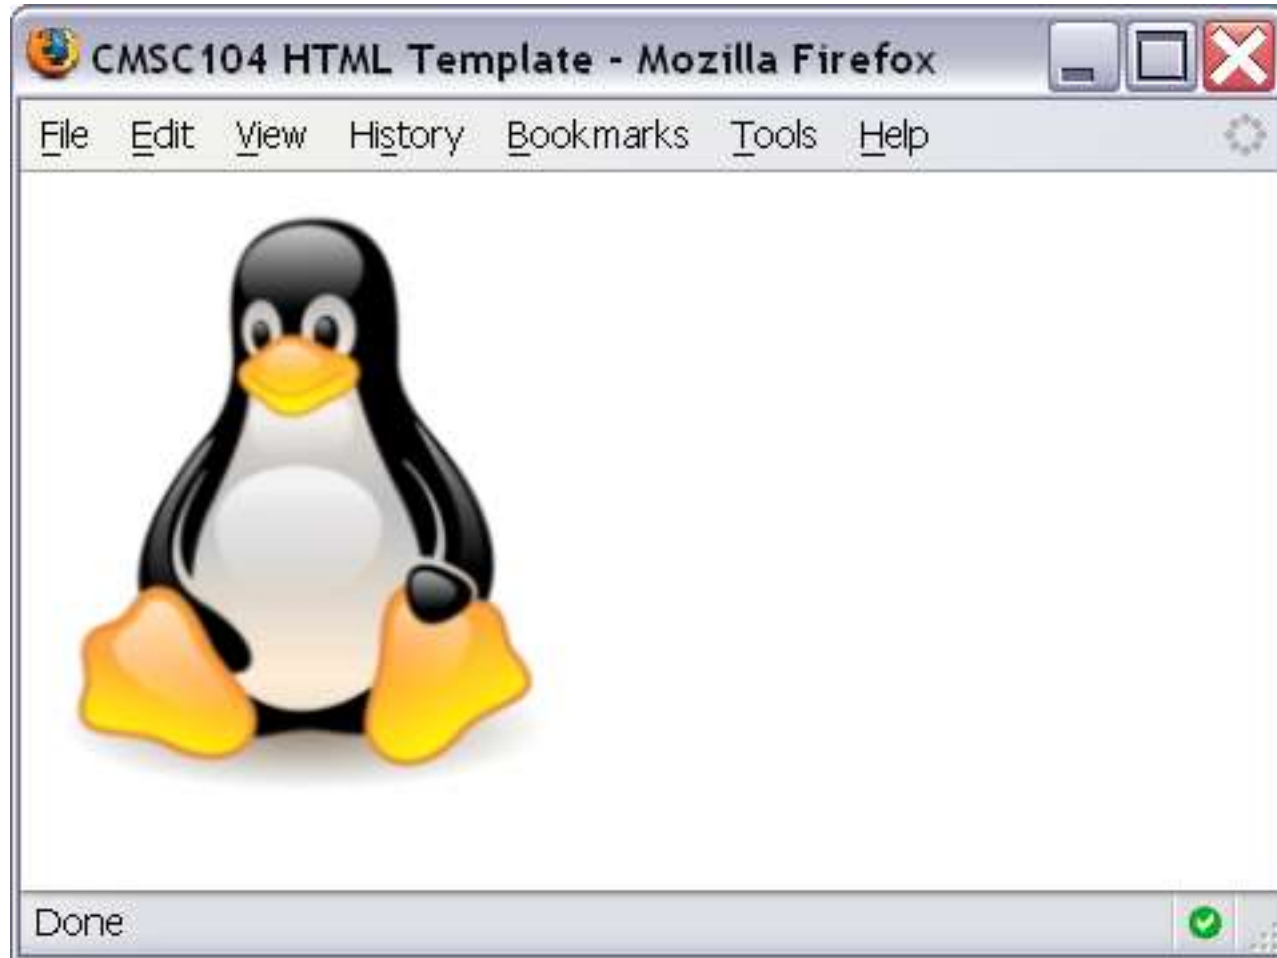 CMSC104 HTML Template - Mozilla Firefox
File Edit View History Bookmarks Tools Help
Done